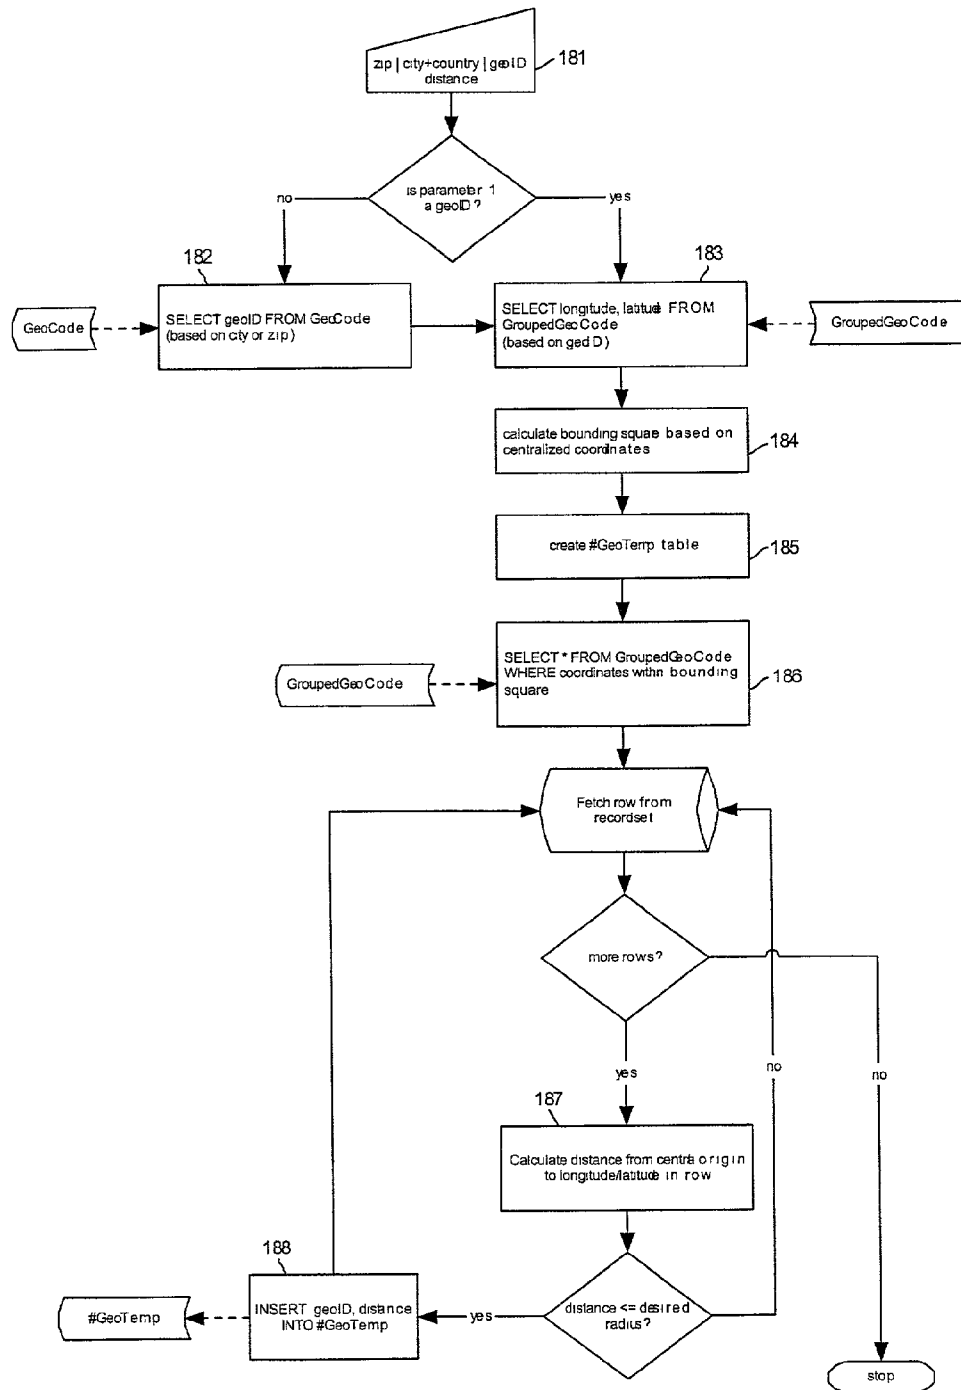 zip | city+country | geoID
distance
181
is parameter 1
a geoID?
no
yes
182
183
GeoCode
SELECT geoID FROM GeoCode
(based on city or zip)
SELECT longitude, latitude FROM
GroupedGeoCode
(based on geoID)
GroupedGeoCode
calculate bounding square based on
centralized coordinates
184
create #GeoTemp table
185
GroupedGeoCode
SELECT * FROM GroupedGeoCode
WHERE coordinates within bounding
square
186
Fetch row from
recordset
more rows?
yes
no
no
187
Calculate distance from central origin
to longitude/latitude in row
188
#GeoTemp
INSERT geoID, distance
INTO #GeoTemp
yes
distance <= desired
radius?
stop